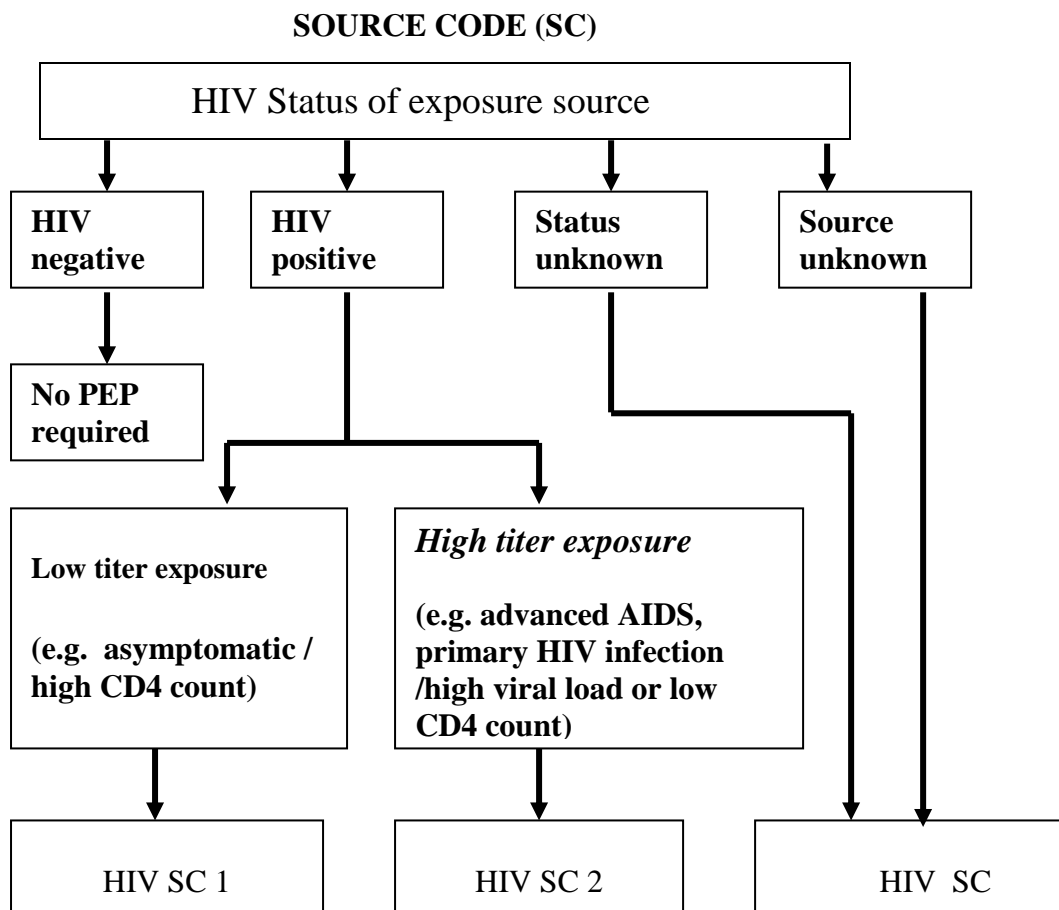 SOURCE CODE (SC)
HIV Status of exposure source
HIV
negative
HIV
positive
Status
unknown
Source
unknown
No PEP
required
Low titer exposure
(e.g. asymptomatic /
high CD4 count)
High titer exposure
(e.g. advanced AIDS,
primary HIV infection
/high viral load or low
CD4 count)
HIV SC 1
HIV SC 2
HIV SC